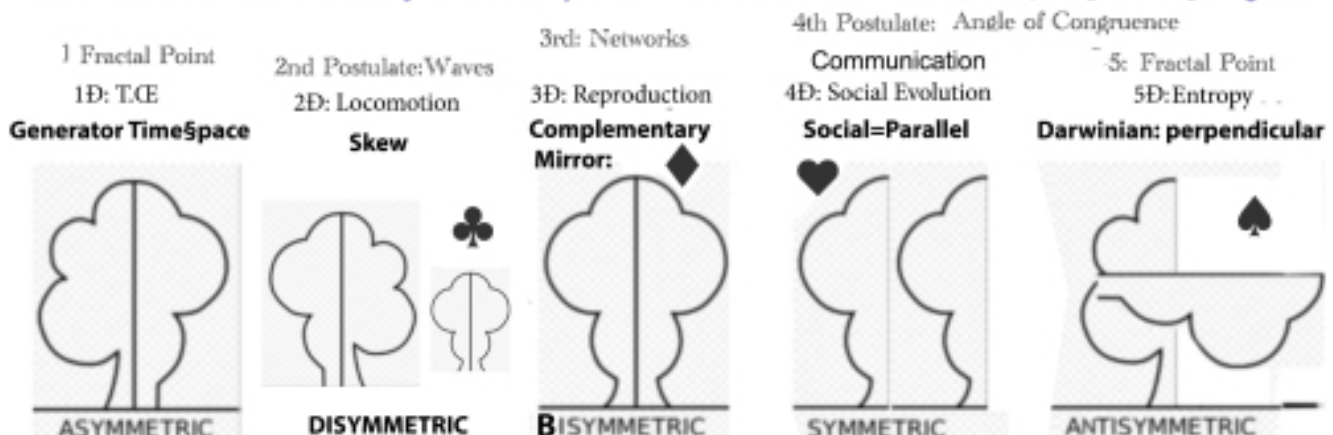 1 Fractal Point
1Đ: T.Œ
Generator Time§pace
ASYMMETRIC
2nd Postulate:Waves
2Đ: Locomotion
Skew
DISYMMETRIC
3rd: Networks
3Đ: Reproduction
Complementary
Mirror:
BISYMMETRIC
4th Postulate: Angle of Congruence
Communication
4Đ: Social Evolution
Social=Parallel
SYMMETRIC
5: Fractal Point
5Đ:Entropy
Darwinian: perpendicular
ANTISYMMETRIC